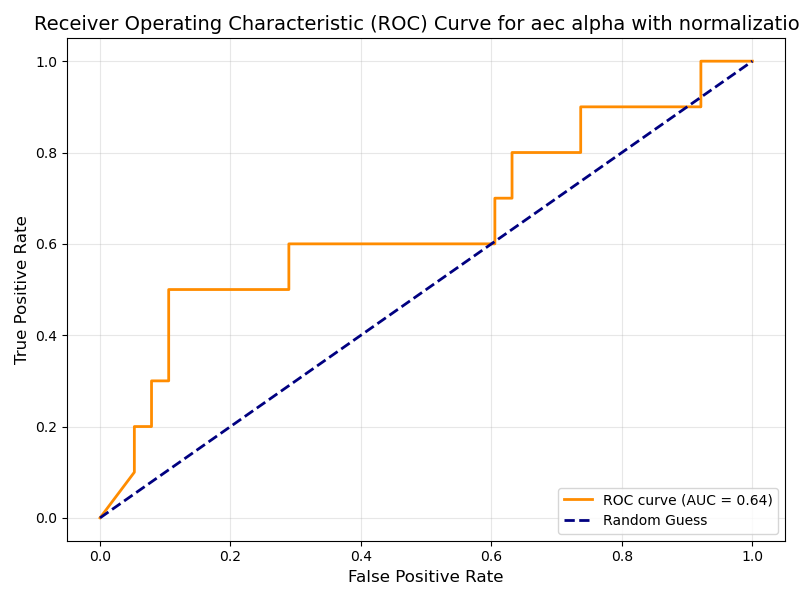 Receiver Operating Characteristic (ROC) Curve for aec alpha with normalizatio
1.0
0.8
0.6
0.4
0.2
0.0
True Positive Rate
ROC curve (AUC = 0.64)
Random Guess
0.0 0.2 0.4 0.6 0.8 1.0
False Positive Rate